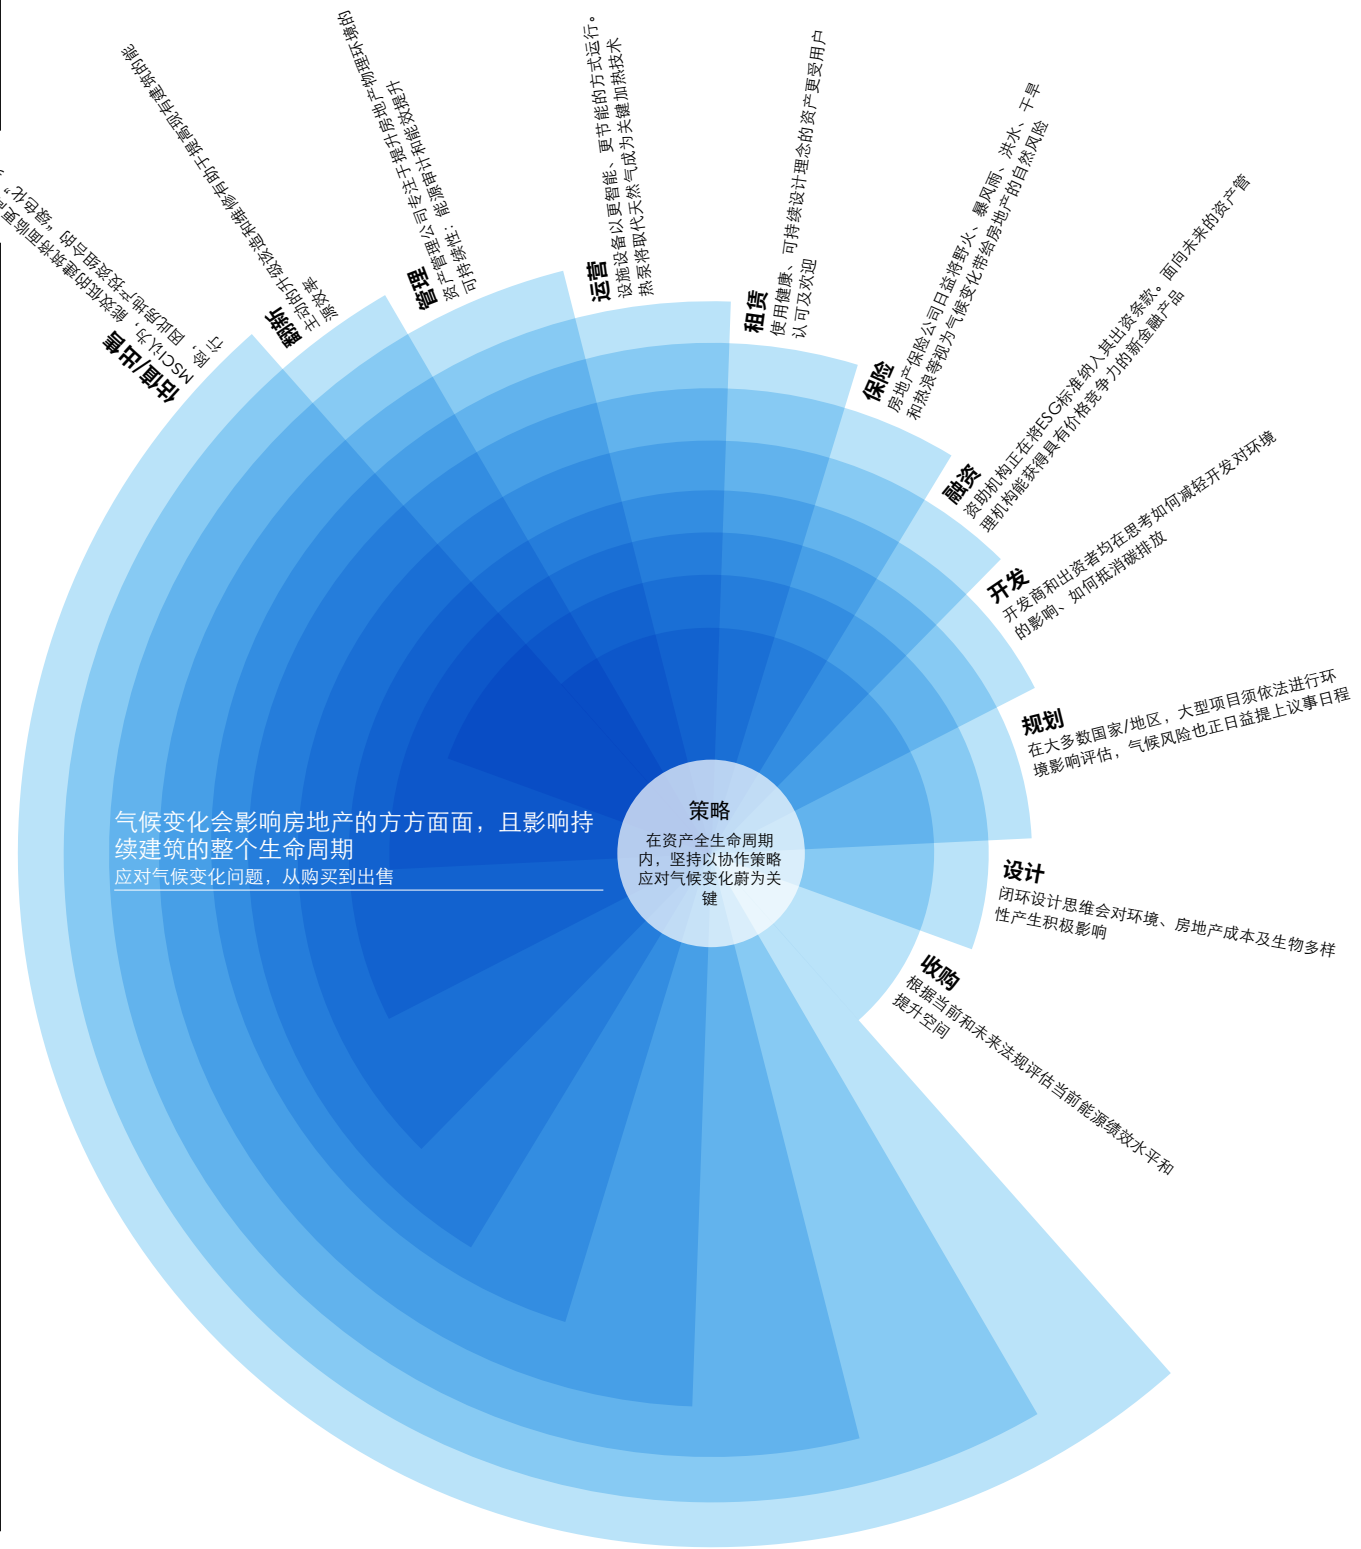 估值/出售
MSCI认为,能效低的建筑将面临更
险,因此房地产投资组合的“绿色化”
行
翻新
主动的升级改造和维修有助于提高现有建筑的能
源效率
管理
资产管理公司专注于提升房地产物理环境的
可持续性：能源审计和能效提升
运营
设施设备以更智能、更节能的方式运行。
热泵将取代天然气成为关键加热技术
租赁
使用健康、可持续设计理念的资产更受用户
认可及欢迎
保险
房地产保险公司日益将野火、暴风雨、洪水、干旱
和热浪等视为气候变化带给房地产的自然风险
融资
资助机构正在将ESG标准纳入其出资条款。面向未来的资产管
理机构能获得具有价格竞争力的新金融产品
开发
开发商和出资者均在思考如何减轻开发对环境
的影响、如何抵消碳排放
规划
在大多数国家/地区，大型项目须依法进行环
境影响评估，气候风险也正日益提上议事日程
设计
闭环设计思维会对环境、房地产成本及生物多样
性产生积极影响
收购
根据当前和未来法规评估当前能源绩效水平和
提升空间
策略
在资产全生命周期
内，坚持以协作策略
应对气候变化蔚为关
键
气候变化会影响房地产的方方面面，且影响持
续建筑的整个生命周期
应对气候变化问题，从购买到出售